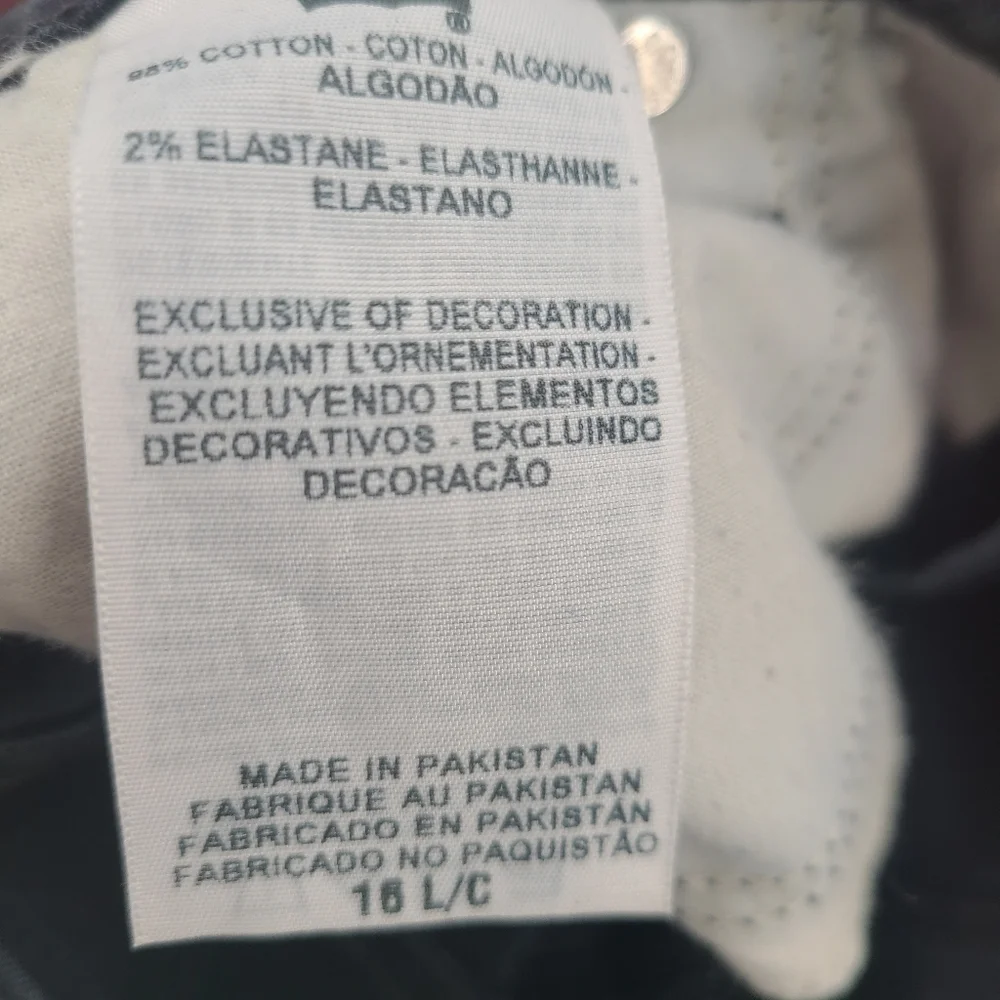 ®
98% COTTON - COTON - ALGODÓN -
ALGODÃO
2% ELASTANE - ELASTHANNE -
ELASTANO
EXCLUSIVE OF DECORATION -
EXCLUANT L'ORNEMENTATION -
EXCLUYENDO ELEMENTOS
DECORATIVOS - EXCLUINDO
DECORACÃO
MADE IN PAKISTAN
FABRIQUE AU PAKISTAN
FABRICADO EN PAKISTÁN
FABRICADO NO PAQUISTÃO
16 L/C